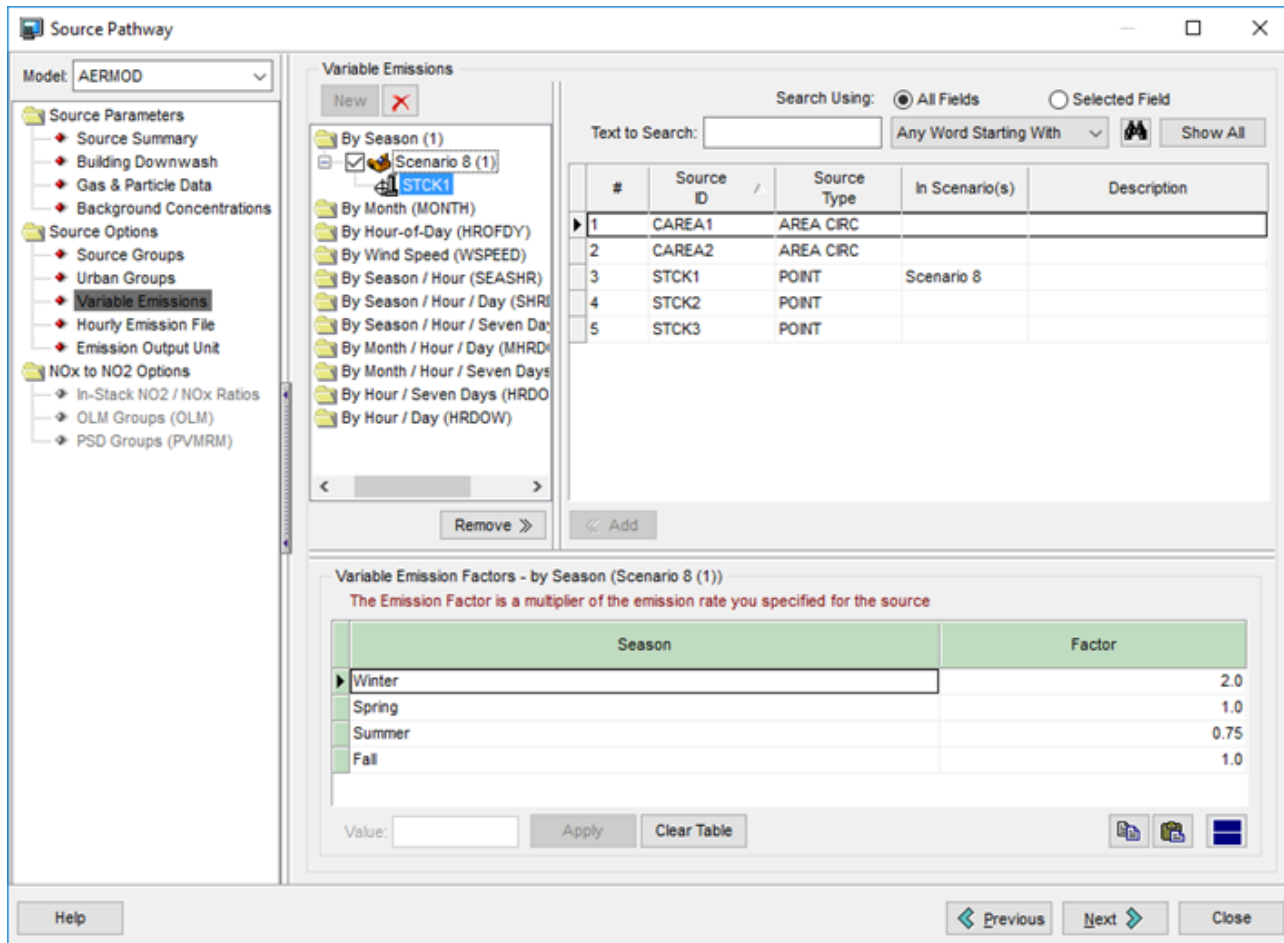 Source Pathway
Model: AERMOD
Source Parameters
Source Summary
Building Downwash
Gas & Particle Data
Background Concentrations
Source Options
Source Groups
Urban Groups
Variable Emissions
Hourly Emission File
Emission Output Unit
NOx to NO2 Options
In-Stack NO2 / NOx Ratios
OLM Groups (OLM)
PSD Groups (PVMRM)
Variable Emissions
New
By Season (1)
Scenario 8 (1)
STCK1
By Month (MONTH)
By Hour-of-Day (HROFDY)
By Wind Speed (WSPEED)
By Season / Hour (SEASHR)
By Season / Hour / Day (SHRD
By Season / Hour / Seven Day
By Month / Hour / Day (MHRDO
By Month / Hour / Seven Days
By Hour / Seven Days (HRDO
By Hour / Day (HRDOW)
Remove
Search Using: All Fields Selected Field
Text to Search: Any Word Starting With Show All
# Source ID Source Type In Scenario(s) Description
1 CAREA1 AREA CIRC
2 CAREA2 AREA CIRC
3 STCK1 POINT Scenario 8
4 STCK2 POINT
5 STCK3 POINT
Add
Variable Emission Factors - by Season (Scenario 8 (1))
The Emission Factor is a multiplier of the emission rate you specified for the source
Season Factor
Winter 2.0
Spring 1.0
Summer 0.75
Fall 1.0
Value: Apply Clear Table
Help Previous Next Close